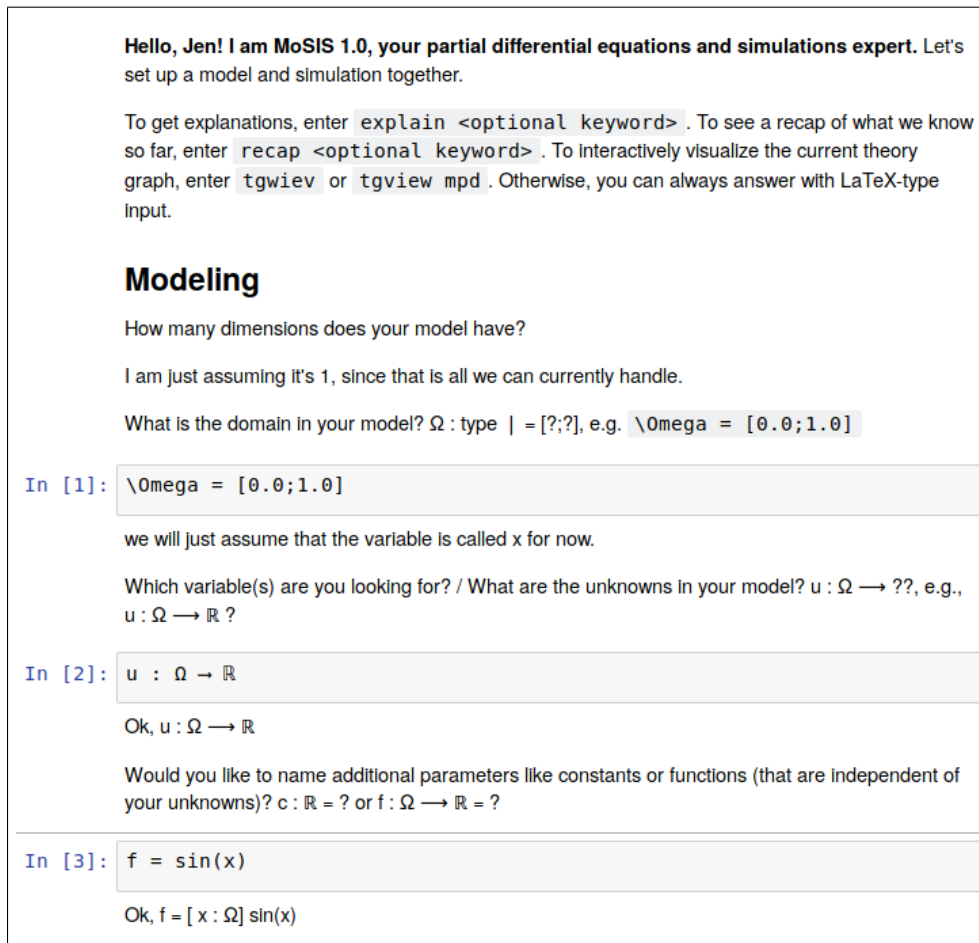 Hello, Jen! I am MoSIS 1.0, your partial differential equations and simulations expert. Let's
set up a model and simulation together.
To get explanations, enter explain <optional keyword> . To see a recap of what we know
so far, enter recap <optional keyword> . To interactively visualize the current theory
graph, enter tgwiev or tgview mpd . Otherwise, you can always answer with LaTeX-type
input.
Modeling
How many dimensions does your model have?
I am just assuming it's 1, since that is all we can currently handle.
What is the domain in your model? Ω : type | = [?;?], e.g. \Omega = [0.0;1.0]
In [1]: \Omega = [0.0;1.0]
we will just assume that the variable is called x for now.
Which variable(s) are you looking for? / What are the unknowns in your model? u : Ω ⟶ ??, e.g.,
u : Ω ⟶ ℝ ?
In [2]: u : Ω → ℝ
Ok, u : Ω ⟶ ℝ
Would you like to name additional parameters like constants or functions (that are independent of
your unknowns)? c : ℝ = ? or f : Ω ⟶ ℝ = ?
In [3]: f = sin(x)
Ok, f = [ x : Ω] sin(x)